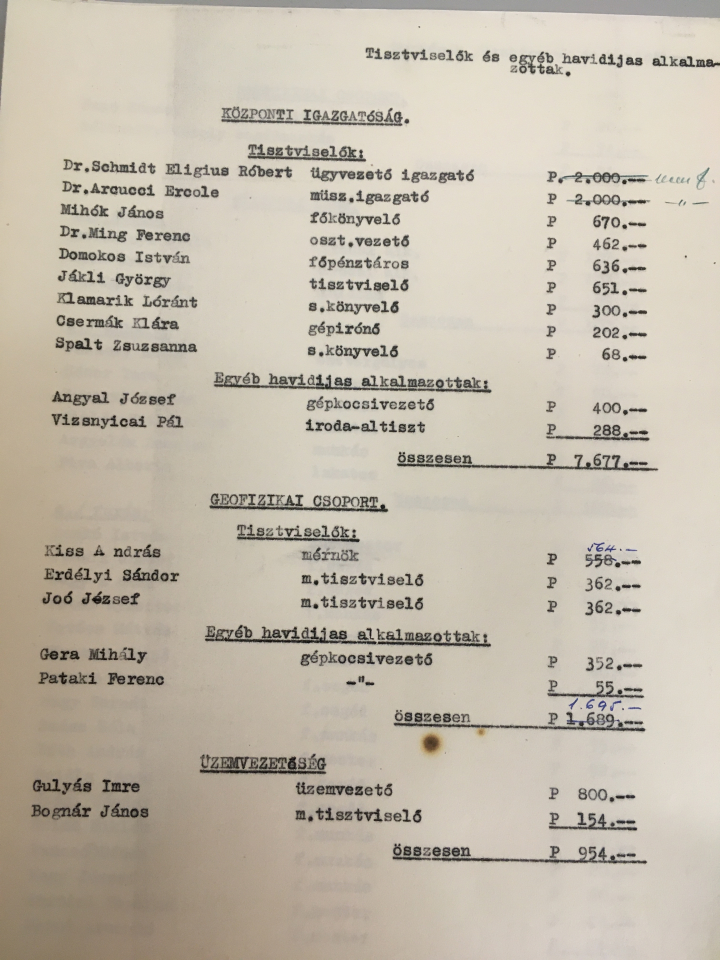 Tisztviselők és egyéb havidijas alkalma-
zottak.
KÖZPONTI IGAZGATóSÁG.
Tisztviselők:
Dr.Schmidt Eligius Róbert ügyvezető igazgató P. 2.000.--
Dr.Arcucci Ercole müsz.igazgató P 2.000.-- -"-
Mihók János főkönyvelő P 670.--
Dr.Ming Ferenc oszt.vezető P 462.--
Domokos István főpénztáros P 636.--
Jákli György tisztviselő P 651.--
Klamarik Lóránt s.könyvelő P 300.--
Csermák Klára gépirónő P 202.--
Spalt Zsuzsanna s.könyvelő P 68.--
Egyéb havidijas alkalmazottak:
Angyal József gépkocsivezető P 400.--
Vizsnyicai Pál iroda-altiszt P 288.--
összesen P 7.677.--
GEOFIZIKAI CSOPORT.
Tisztviselők:
564.-
Kiss A ndrás mérnök P 558.--
Erdélyi Sándor m.tisztviselő P 362.--
Joó József m.tisztviselő P 362.--
Egyéb havidijas alkalmazottak:
Gera Mihály gépkocsivezető P 352.--
Pataki Ferenc -"- P 55.--
1.695.-
összesen P 1.689.--
ÜZEMVEZETőSÉG
Gulyás Imre üzemvezető P 800.--
Bognár János m.tisztviselő P 154.--
összesen P 954.--